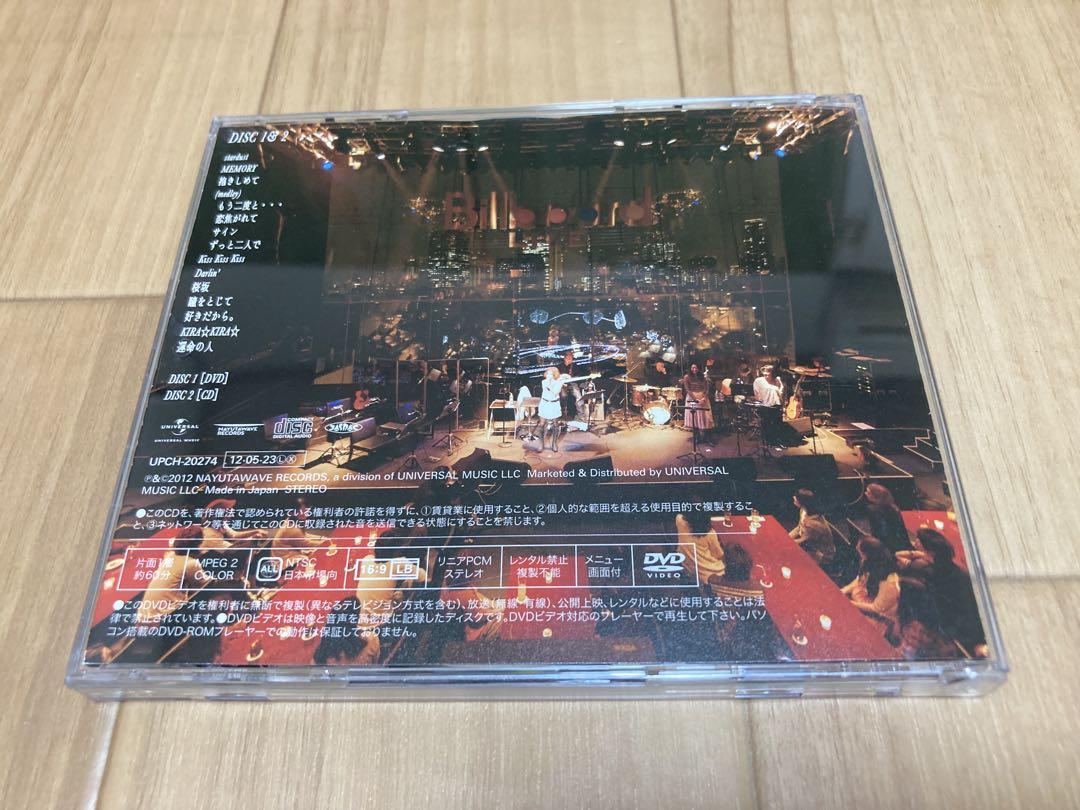 DISC 1& 2
stardust
MEMORY
抱きしめて
(medley)
もう二度と・・・
恋焦がれて
サイン
ずっと二人で
Kiss Kiss Kiss
Darlin'
桜坂
瞳をとじて
好きだから。
KIRA☆KIRA☆
運命の人
DISC 1 [DVD]
DISC 2 [CD]
Billboard
UNIVERSAL
UNIVERSAL MUSIC
NAYUTAWAVE
RECORDS
COMPACT
disc
DIGITAL AUDIO
UPCH-20274 12-05-23ⓁⓍ
℗&©2012 NAYUTAWAVE RECORDS, a division of UNIVERSAL MUSIC LLC Marketed & Distributed by UNIVERSAL
MUSIC LLC Made in Japan STEREO
●このCDを、著作権法で認められている権利者の許諾を得ずに、①賃貸業に使用すること、②個人的な範囲を超える使用目的で複製するこ
と、③ネットワーク等を通じてこのCDに収録された音を送信できる状態にすることを禁じます。
片面1層
約60分
MPEG 2
COLOR
ALL
NTSC
日本市場向
16:9 LB
リニアPCM
ステレオ
レンタル禁止
複製不能
メニュー
画面付
DVD
VIDEO
●このDVDビデオを権利者に無断で複製(異なるテレビジョン方式を含む)、放送(無線・有線)、公開上映、レンタルなどに使用することは法
律で禁止されています。●DVDビデオは映像と音声を高密度に記録したディスクです。DVDビデオ対応のプレーヤーで再生して下さい。パソ
コン搭載のDVD-ROMプレーヤーでの動作は保証しておりません。